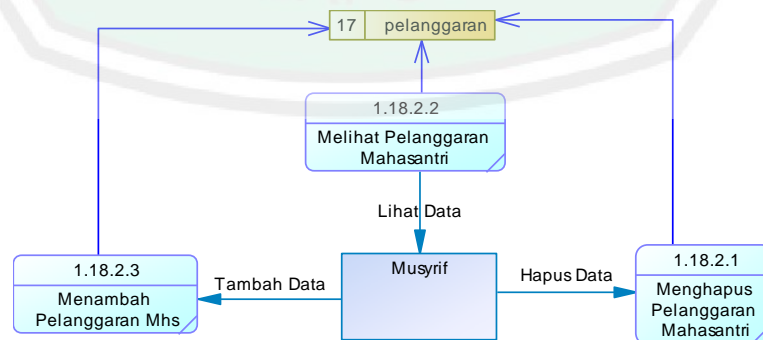 17 pelanggaran
1.18.2.2
Melihat Pelanggaran
Mahasantri
Lihat Data
Musyrif
1.18.2.3
Menambah
Pelanggaran Mhs
Tambah Data
Hapus Data
1.18.2.1
Menghapus
Pelanggaran
Mahasantri